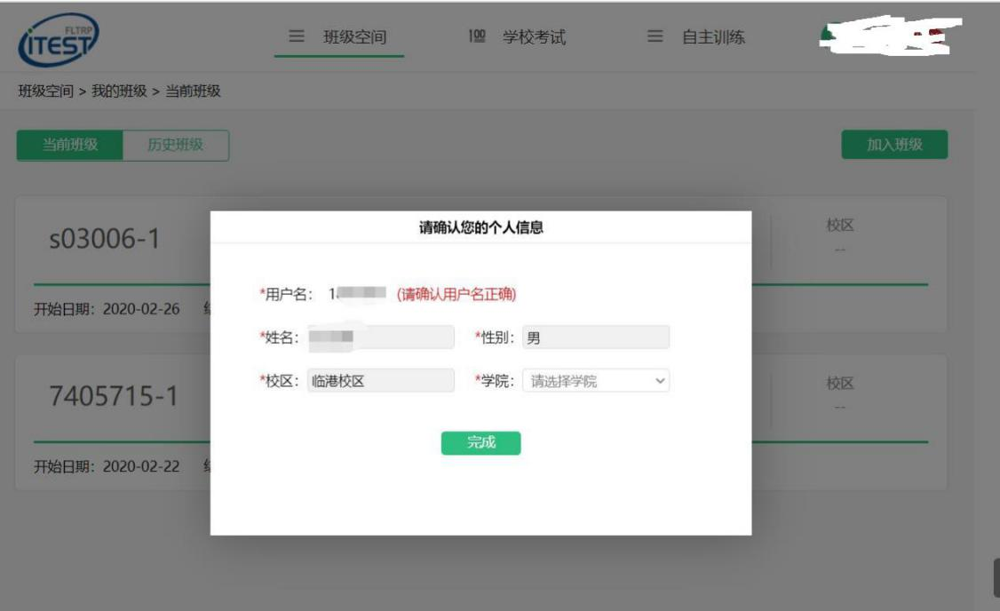 FLTRP
iTEST
班级空间
100 学校考试
自主训练
班级空间 > 我的班级 > 当前班级
当前班级
历史班级
加入班级
请确认您的个人信息
s03006-1
校区
--
*用户名： 1 (请确认用户名正确)
开始日期：2020-02-26
*姓名：
*性别： 男
*校区： 临港校区
*学院： 请选择学院
7405715-1
校区
--
完成
开始日期：2020-02-22